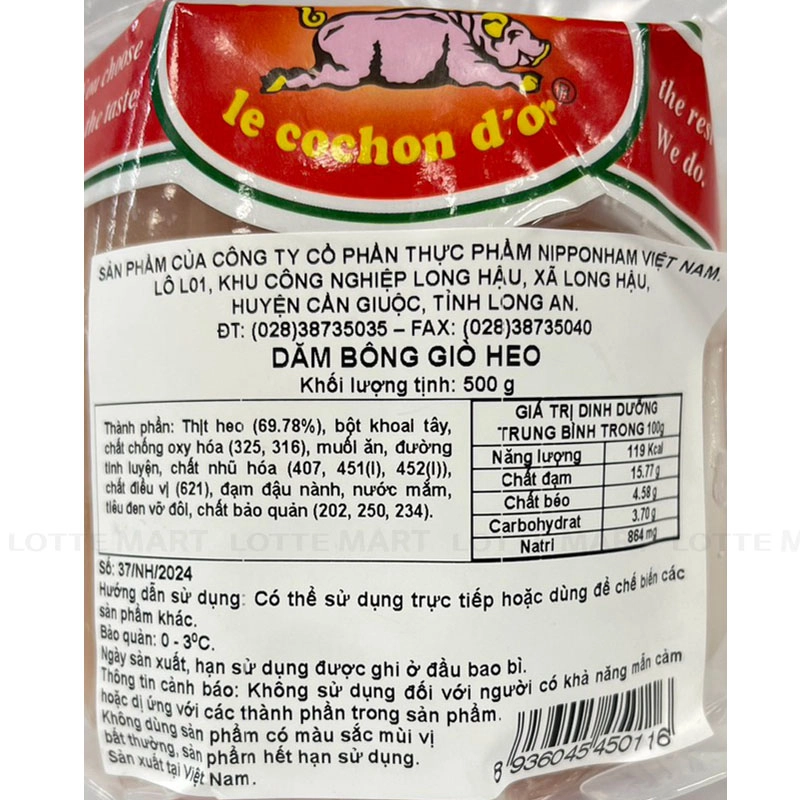 You choose
the taste,
le cochon d'or®
the rest
We do.
SẢN PHẨM CỦA CÔNG TY CỔ PHẦN THỰC PHẨM NIPPONHAM VIỆT NAM.
LÔ L01, KHU CÔNG NGHIỆP LONG HẬU, XÃ LONG HẬU,
HUYỆN CẦN GIUỘC, TỈNH LONG AN.
ĐT: (028)38735035 – FAX: (028)38735040
DĂM BÔNG GIÒ HEO
Khối lượng tịnh: 500 g
Thành phần: Thịt heo (69.78%), bột khoai tây,
chất chống oxy hóa (325, 316), muối ăn, đường
tinh luyện, chất nhũ hóa (407, 451(I), 452(I)),
chất điều vị (621), đạm đậu nành, nước mắm,
tiêu đen vỡ đôi, chất bảo quản (202, 250, 234).
GIÁ TRỊ DINH DƯỠNG
TRUNG BÌNH TRONG 100g
Năng lượng 119 Kcal
Chất đạm 15.77 g
Chất béo 4.58 g
Carbohydrat 3.70 g
Natri 864 mg
LOTTE MART LOTTE MART LOTTE MART LOTTE M
Số: 37/NH/2024
Hướng dẫn sử dụng: Có thể sử dụng trực tiếp hoặc dùng để chế biến các
sản phẩm khác.
Bảo quản: 0 - 3°C.
Ngày sản xuất, hạn sử dụng được ghi ở đầu bao bì.
Thông tin cảnh báo: Không sử dụng đối với người có khả năng mẫn cảm
hoặc dị ứng với các thành phần trong sản phẩm.
Không dùng sản phẩm có màu sắc mùi vị
bất thường, sản phẩm hết hạn sử dụng.
Sản xuất tại Việt Nam.
8 936045 450116